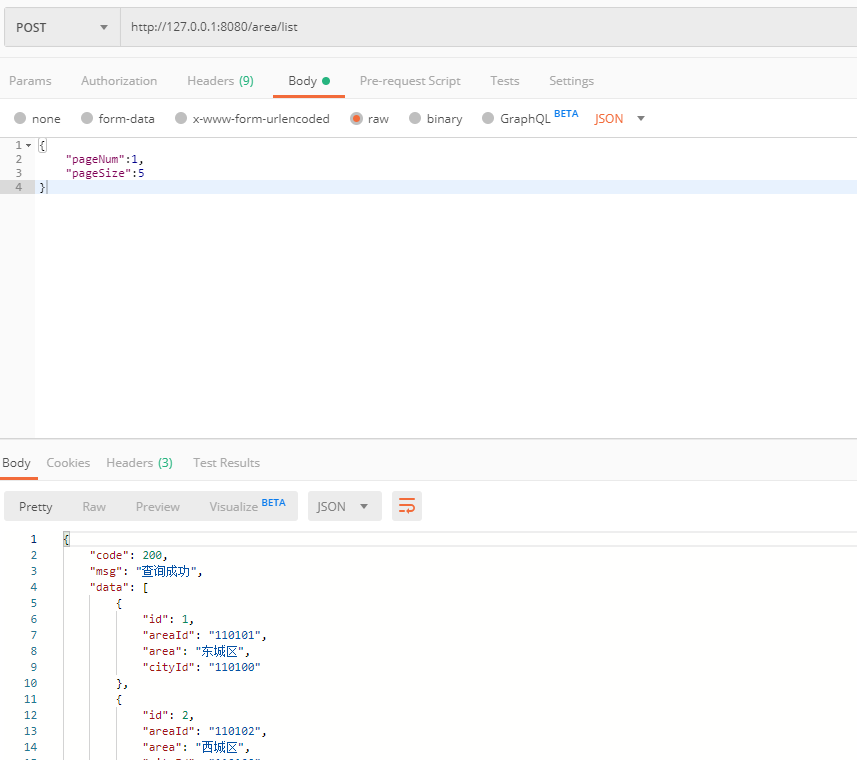 POST http://127.0.0.1:8080/area/list
Params Authorization Headers (9) Body Pre-request Script Tests Settings
none form-data x-www-form-urlencoded raw binary GraphQL BETA JSON
1 {
2 "pageNum":1,
3 "pageSize":5
4 }
Body Cookies Headers (3) Test Results
Pretty Raw Preview Visualize BETA JSON
1 {
2 "code": 200,
3 "msg": "查询成功",
4 "data": [
5 {
6 "id": 1,
7 "areaId": "110101",
8 "area": "东城区",
9 "cityId": "110100"
10 },
11 {
12 "id": 2,
13 "areaId": "110102",
14 "area": "西城区",